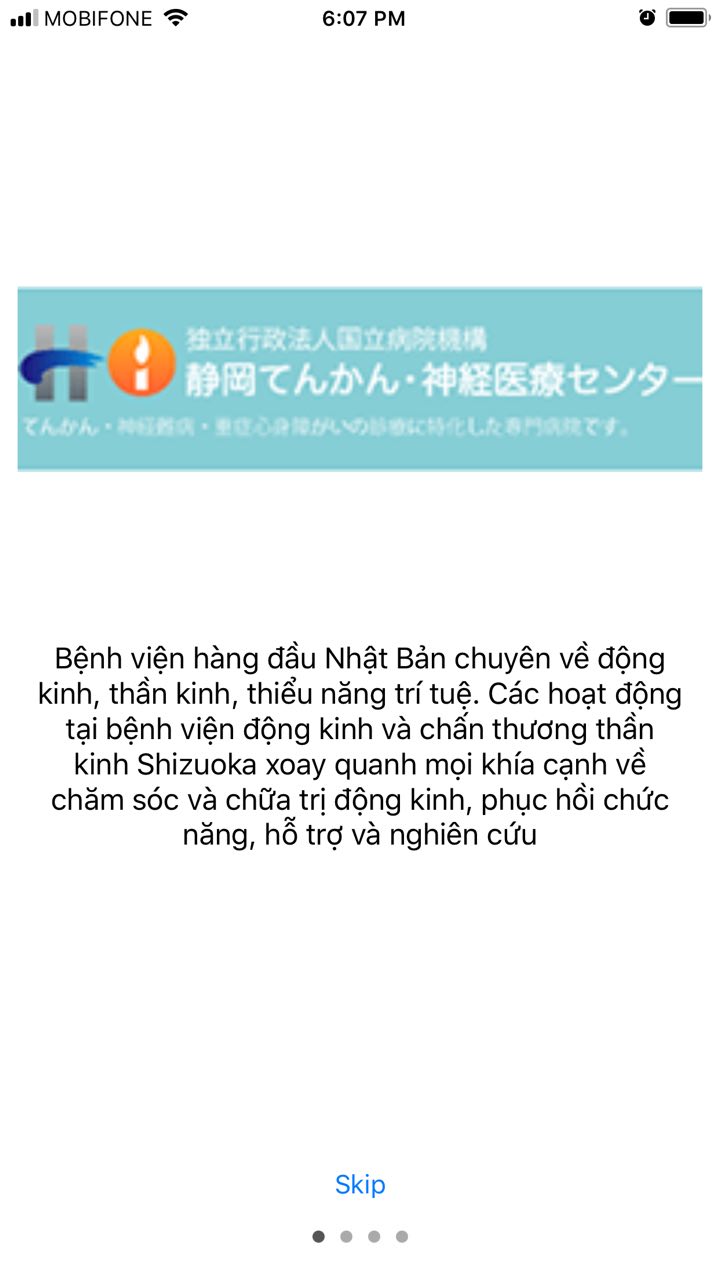 MOBIFONE 6:07 PM
独立行政法人国立病院機構
静岡てんかん・神経医療センター
てんかん・神経難病・重症心身障がいの診療に特化した専門病院です。
Bệnh viện hàng đầu Nhật Bản chuyên về động
kinh, thần kinh, thiểu năng trí tuệ. Các hoạt động
tại bệnh viện động kinh và chấn thương thần
kinh Shizuoka xoay quanh mọi khía cạnh về
chăm sóc và chữa trị động kinh, phục hồi chức
năng, hỗ trợ và nghiên cứu
Skip